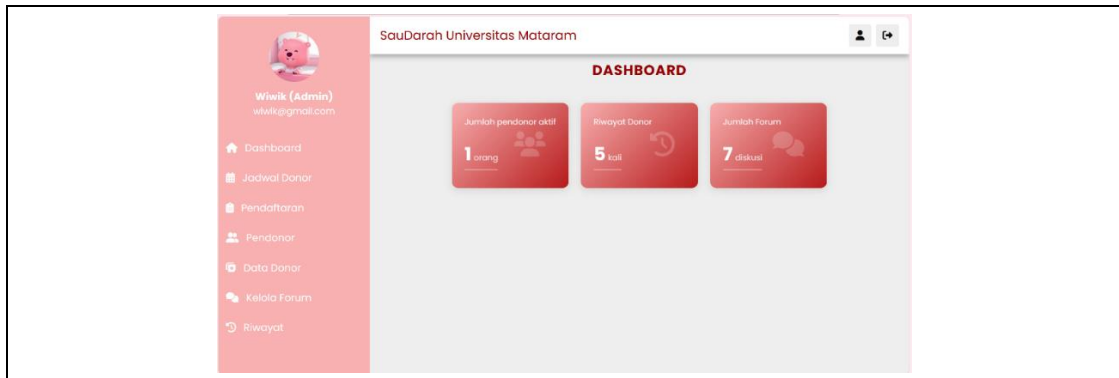 SauDarah Universitas Mataram
Wiwik (Admin)
wiwik@gmail.com
Dashboard
Jadwal Donor
Pendaftaran
Pendonor
Data Donor
Kelola Forum
Riwayat
DASHBOARD
Jumlah pendonor aktif
1 orang
Riwayat Donor
5 kali
Jumlah Forum
7 diskusi